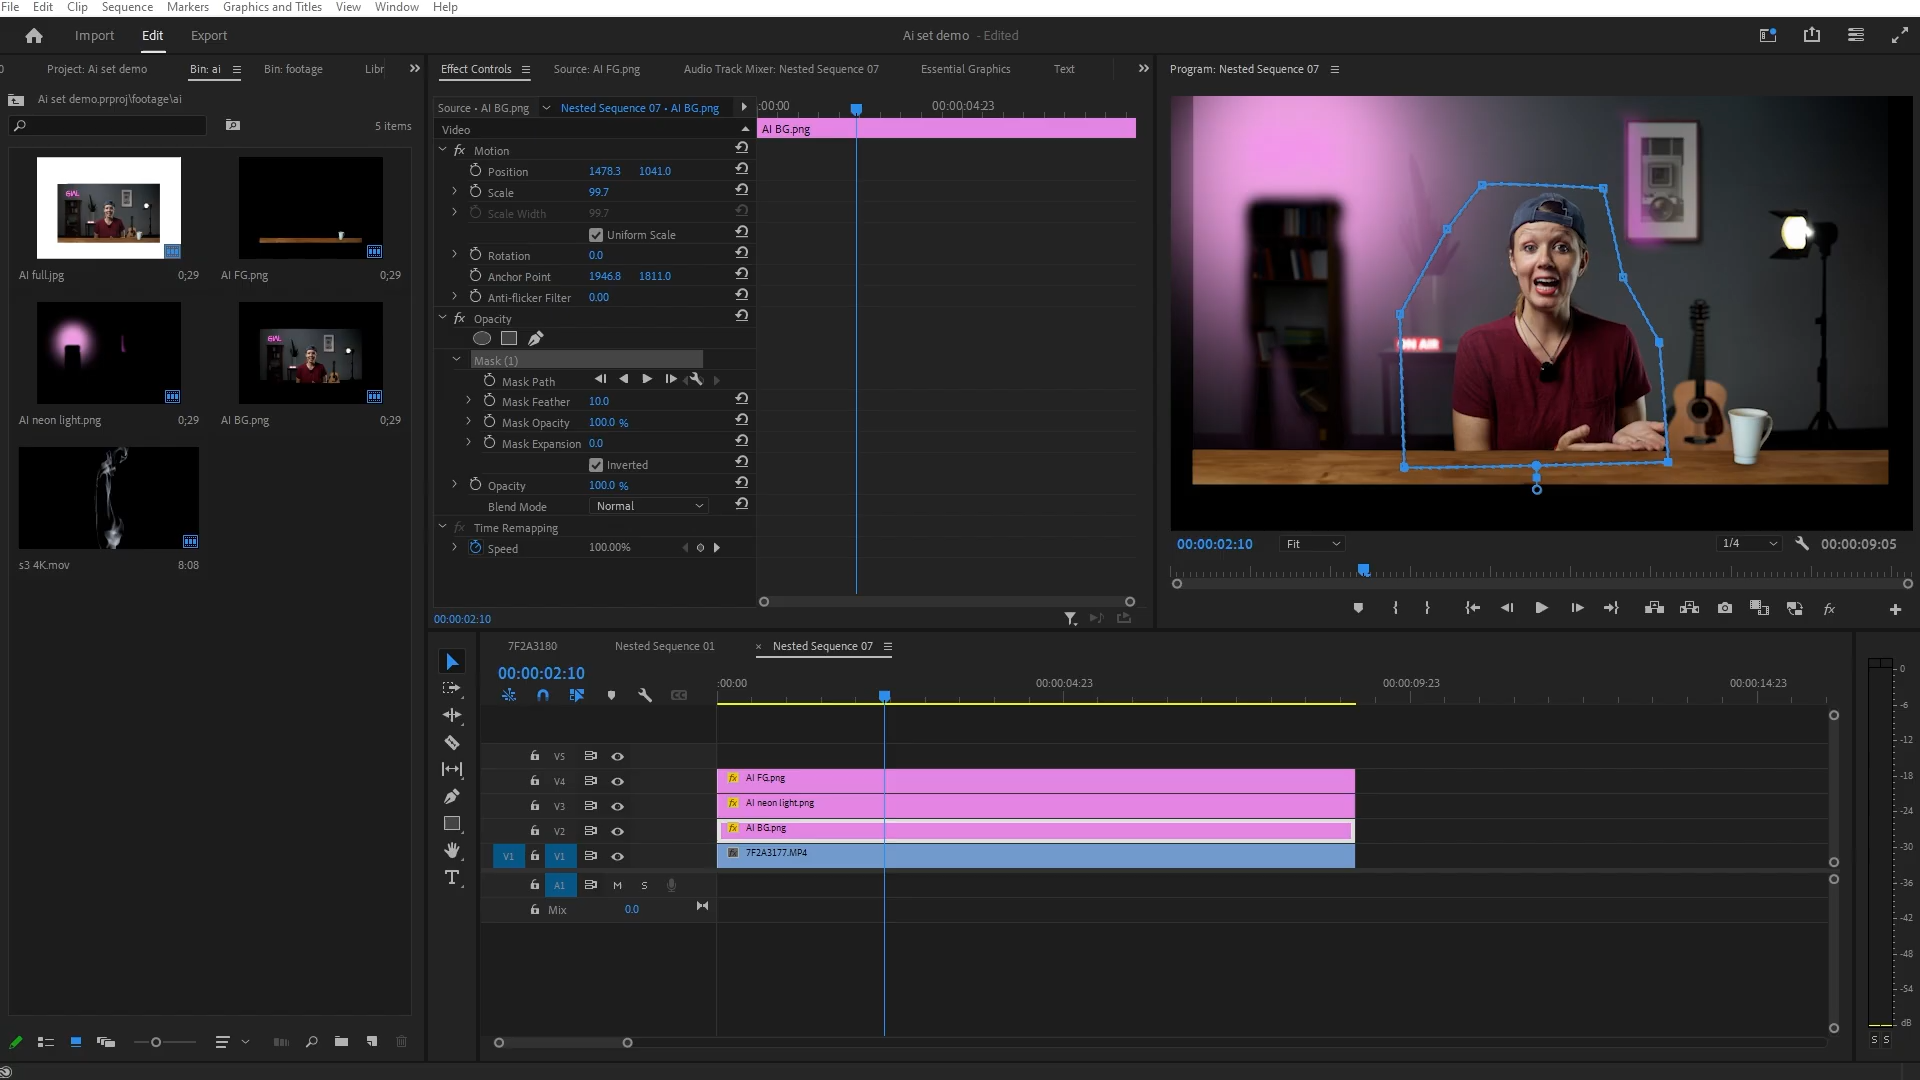 File Edit Clip Sequence Markers Graphics and Titles View Window Help
Import Edit Export
Ai set demo - Edited
Project: Ai set demo Bin: ai Bin: footage Libr
Ai set demo.prproj\footage\ai
5 items
AI full.jpg 0;29
AI FG.png 0;29
AI neon light.png 0;29
AI BG.png 0;29
s3 4K.mov 8:08
Effect Controls Source: AI FG.png Audio Track Mixer: Nested Sequence 07 Essential Graphics Text
Source • AI BG.png Nested Sequence 07 • AI BG.png
:00:00 00:00:04:23
Video
AI BG.png
fx Motion
Position 1478.3 1041.0
Scale 99.7
Scale Width 99.7
Uniform Scale
Rotation 0.0
Anchor Point 1946.8 1811.0
Anti-flicker Filter 0.00
fx Opacity
Mask (1)
Mask Path
Mask Feather 10.0
Mask Opacity 100.0 %
Mask Expansion 0.0
Inverted
Opacity 100.0 %
Blend Mode Normal
fx Time Remapping
Speed 100.00%
00:00:02:10
Program: Nested Sequence 07
ON AIR
00:00:02:10 Fit 1/4 00:00:09:05
fx
7F2A3180 Nested Sequence 01 × Nested Sequence 07
00:00:02:10
:00:00 00:00:04:23 00:00:09:23 00:00:14:23
V5
V4 fx AI FG.png
V3 fx AI neon light.png
V2 fx AI BG.png
V1 V1 fx 7F2A3177.MP4
A1 M S
Mix 0.0
0
-6
-12
-18
-24
-30
-36
-42
-48
-54
dB
S S